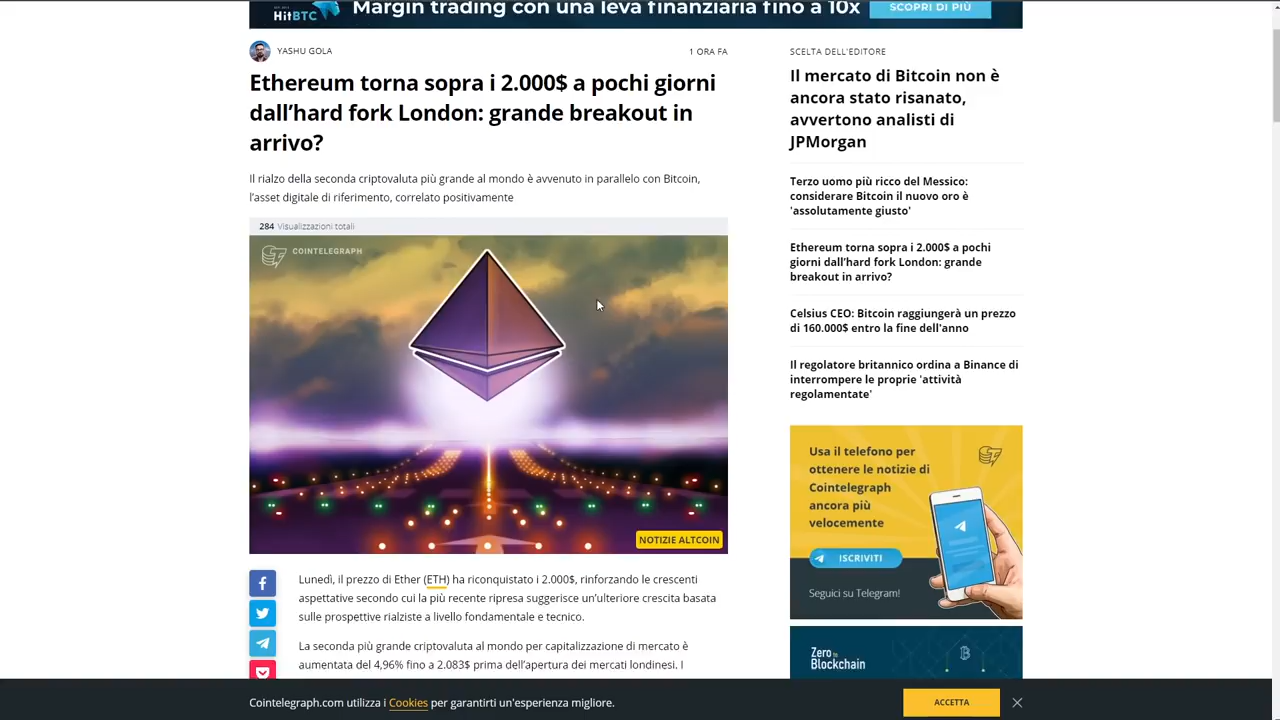 HitBTC
Margin trading con una leva finanziaria fino a 10x
SCOPRI DI PIÙ
YASHU GOLA
1 ORA FA
Ethereum torna sopra i 2.000$ a pochi giorni
dall’hard fork London: grande breakout in
arrivo?
Il rialzo della seconda criptovaluta più grande al mondo è avvenuto in parallelo con Bitcoin,
l’asset digitale di riferimento, correlato positivamente
284 Visualizzazioni totali
COINTELEGRAPH
NOTIZIE ALTCOIN
Lunedì, il prezzo di Ether (ETH) ha riconquistato i 2.000$, rinforzando le crescenti
aspettative secondo cui la più recente ripresa suggerisce un’ulteriore crescita basata
sulle prospettive rialziste a livello fondamentale e tecnico.
La seconda più grande criptovaluta al mondo per capitalizzazione di mercato è
aumentata del 4,96% fino a 2.083$ prima dell’apertura dei mercati londinesi. I
SCELTA DELL'EDITORE
Il mercato di Bitcoin non è
ancora stato risanato,
avvertono analisti di
JPMorgan
Terzo uomo più ricco del Messico:
considerare Bitcoin il nuovo oro è
'assolutamente giusto'
Ethereum torna sopra i 2.000$ a pochi
giorni dall’hard fork London: grande
breakout in arrivo?
Celsius CEO: Bitcoin raggiungerà un prezzo
di 160.000$ entro la fine dell'anno
Il regolatore britannico ordina a Binance di
interrompere le proprie 'attività
regolamentate'
Usa il telefono per
ottenere le notizie di
Cointelegraph
ancora più
velocemente
ISCRIVITI
Seguici su Telegram!
Zero to
Blockchain
Cointelegraph.com utilizza i Cookies per garantirti un'esperienza migliore.
ACCETTA